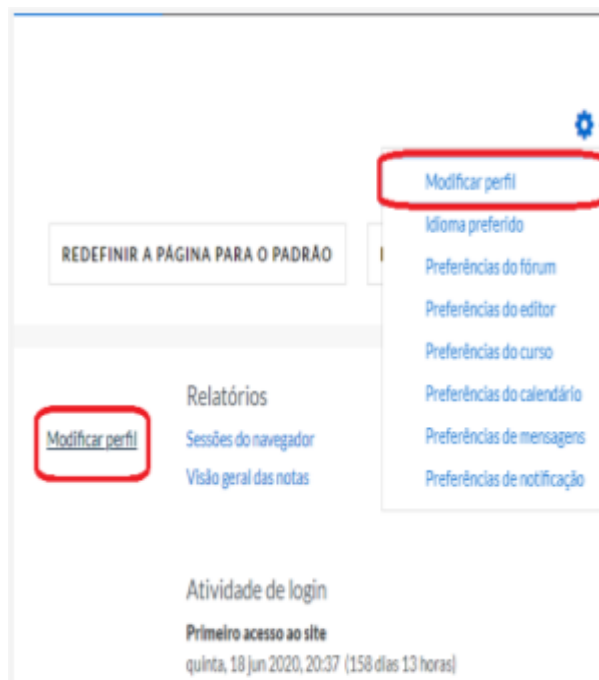 Modificar perfil
Idioma preferido
REDEFINIR A PÁGINA PARA O PADRÃO
Preferências do fórum
Preferências do editor
Preferências do curso
Preferências do calendário
Preferências de mensagens
Preferências de notificação
Modificar perfil
Relatórios
Sessões do navegador
Visão geral das notas
Atividade de login
Primeiro acesso ao site
quinta, 18 jun 2020, 20:37 (158 dias 13 horas)